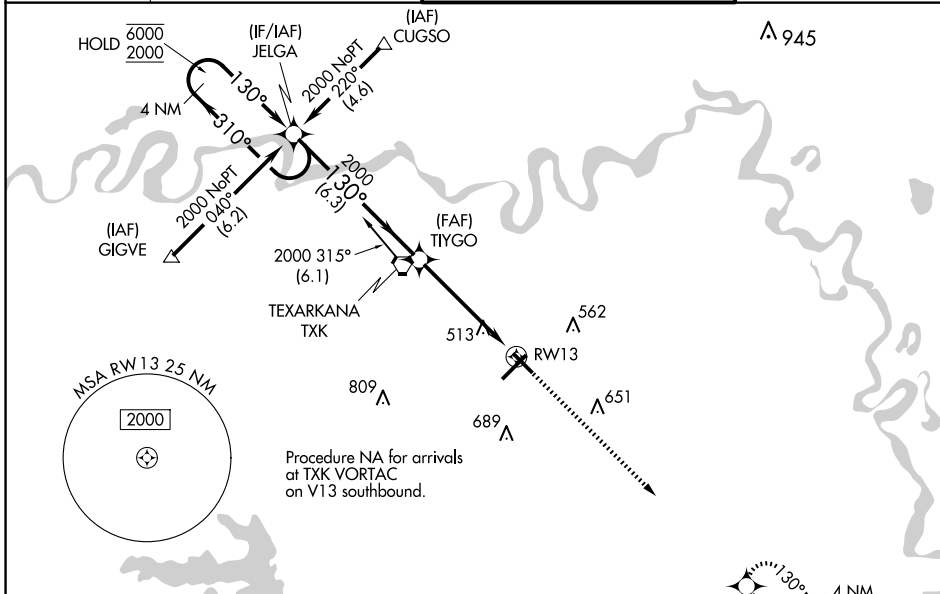 HOLD 6000
2000
(IF/IAF)
JELGA
(IAF)
CUGSO
945
130°
2000 NoPT
220°
(4.6)
4 NM
310°
2000 NoPT
040°
(6.2)
2000
130°
(6.3)
(IAF)
GIGVE
(FAF)
TIYGO
2000 315°
(6.1)
TEXARKANA
TXK
513
562
RW13
MSA RW13 25 NM
2000
809
651
689
Procedure NA for arrivals
at TXK VORTAC
on V13 southbound.
130°
4 NM